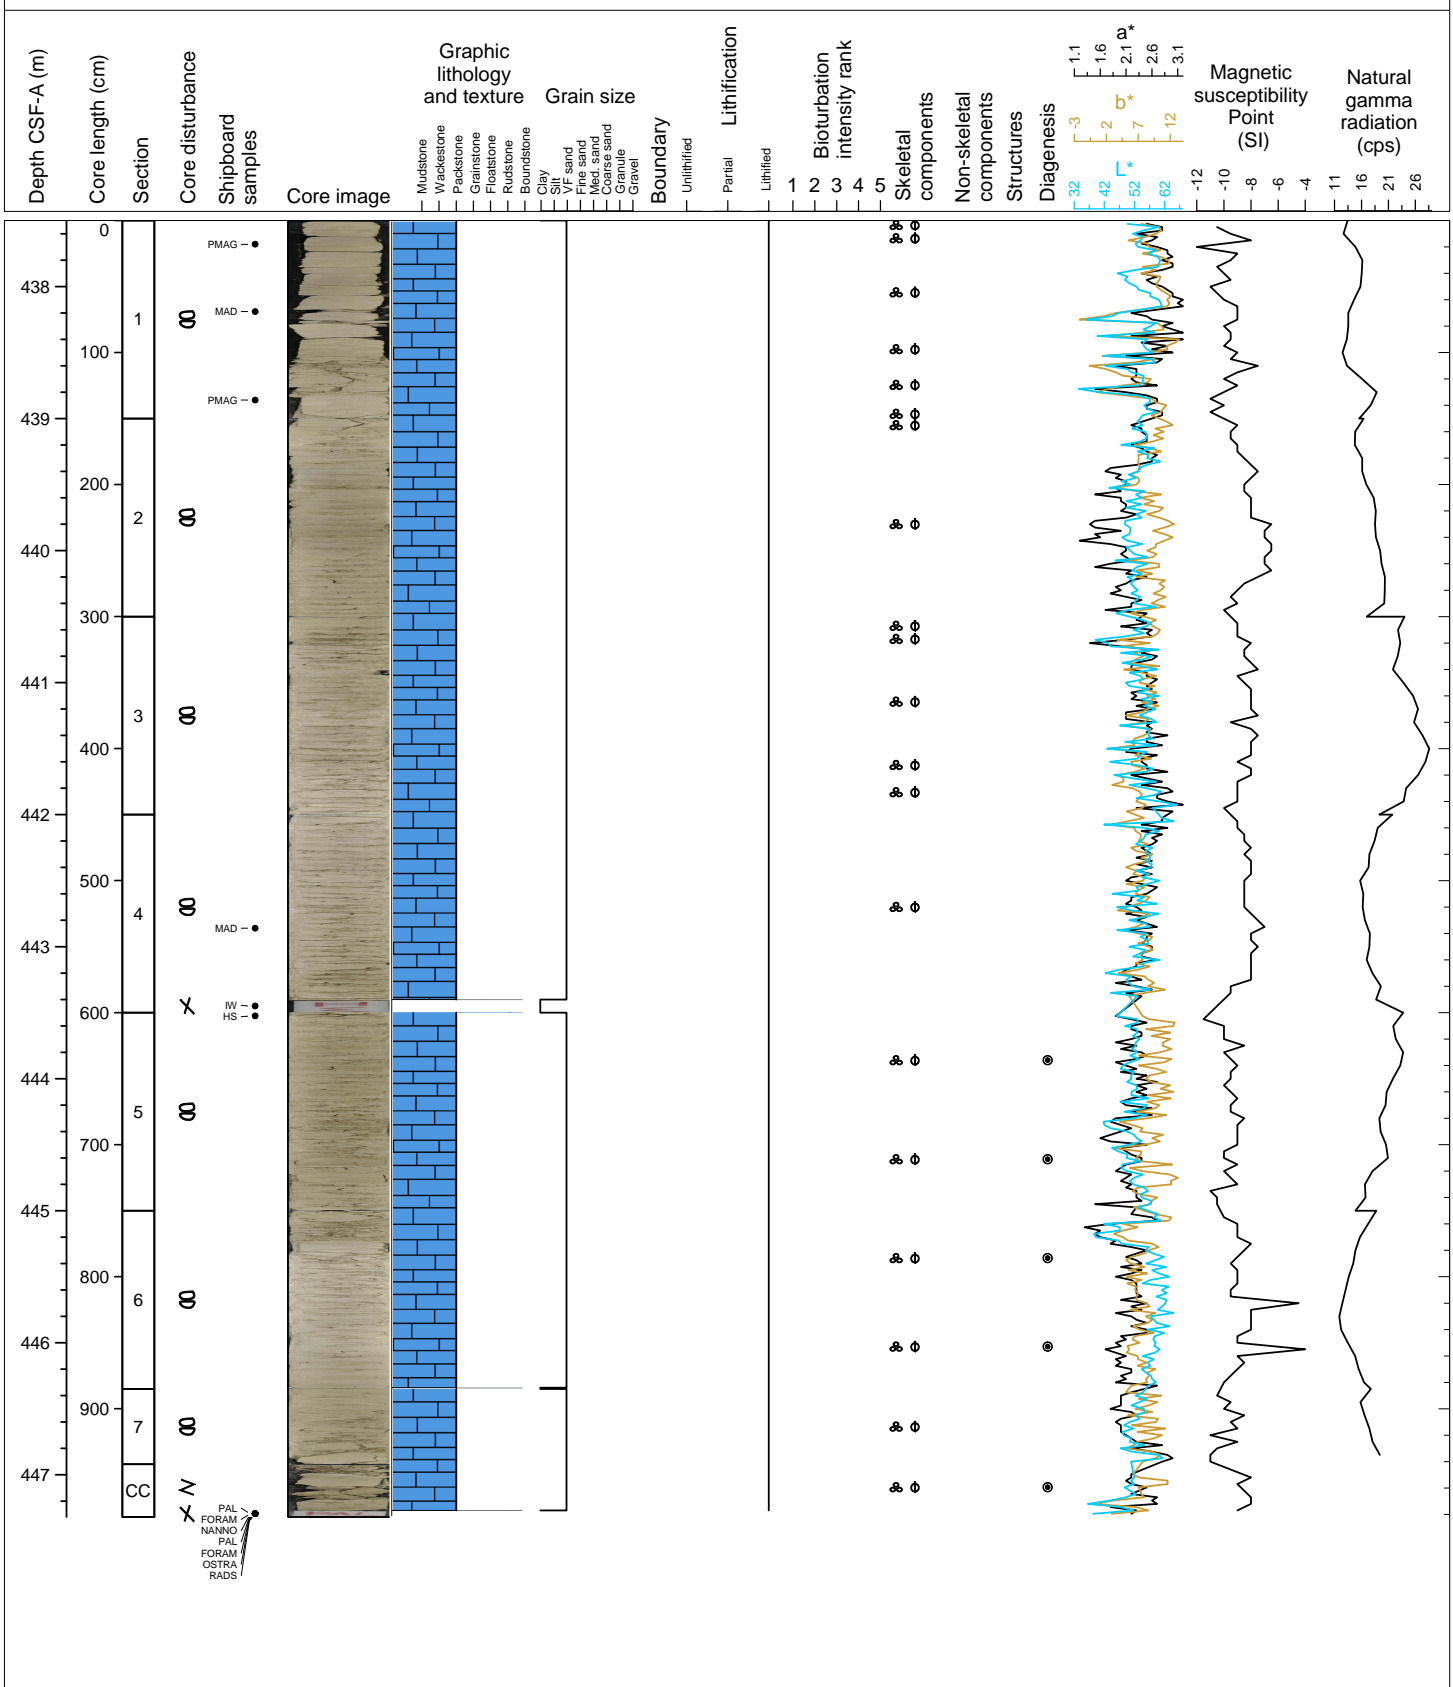 Depth CSF-A (m)
Core length (cm)
Section
Core disturbance
Shipboard
samples
Core image
Graphic
lithology
and texture
Mudstone
Wackestone
Packstone
Grainstone
Floatstone
Rudstone
Boundstone
Grain size
Clay
Silt
VF sand
Fine sand
Med. sand
Coarse sand
Granule
Gravel
Boundary
Lithification
Unlithified
Partial
Lithified
Bioturbation
intensity rank
1 2 3 4 5
Skeletal
components
Non-skeletal
components
Structures
Diagenesis
a*
1.1 1.6 2.1 2.6 3.1
b*
-3 2 7 12
L*
32 42 52 62
Magnetic
susceptibility
Point
(SI)
-12 -10 -8 -6 -4
Natural
gamma
radiation
(cps)
11 16 21 26
0
PMAG
438
MAD
1
100
PMAG
439
200
2
440
300
441
3
400
442
500
4
MAD
443
IW
600
HS
444
5
700
445
800
6
446
900
7
447
CC
PAL
FORAM
NANNO
PAL
FORAM
OSTRA
RADS